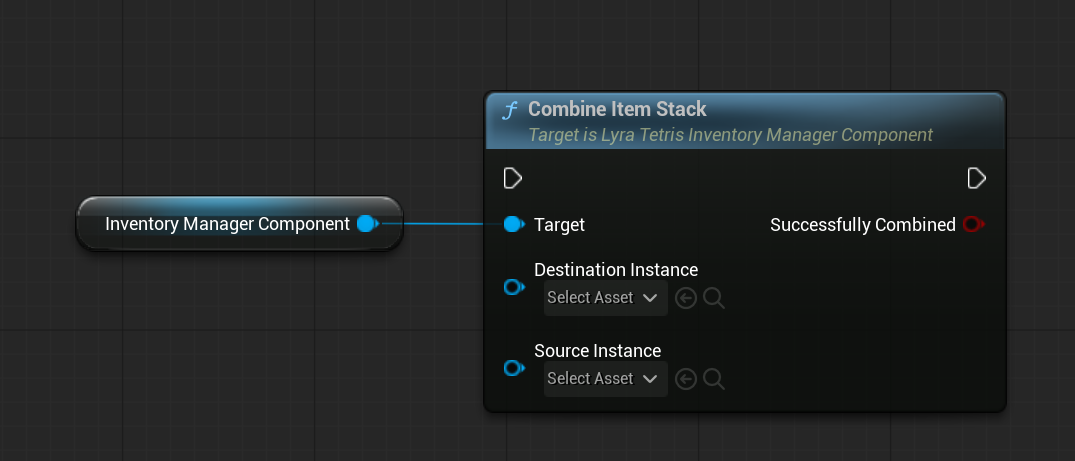 Combine Item Stack
Target is Lyra Tetris Inventory Manager Component
Inventory Manager Component
Target
Successfully Combined
Destination Instance
Select Asset
Source Instance
Select Asset